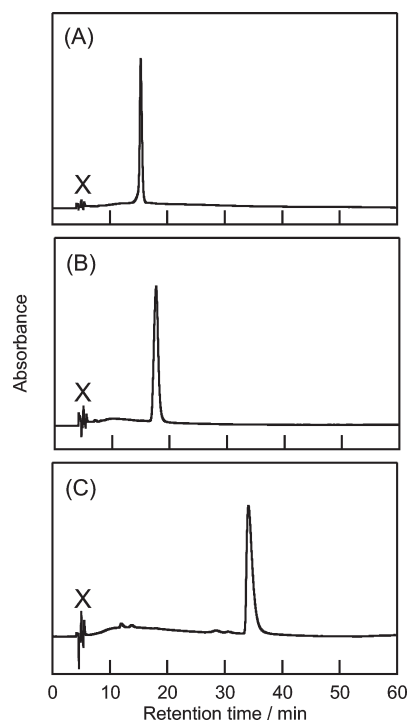 (A)
X
(B)
X
Absorbance
(C)
X
0 10 20 30 40 50 60
Retention time / min